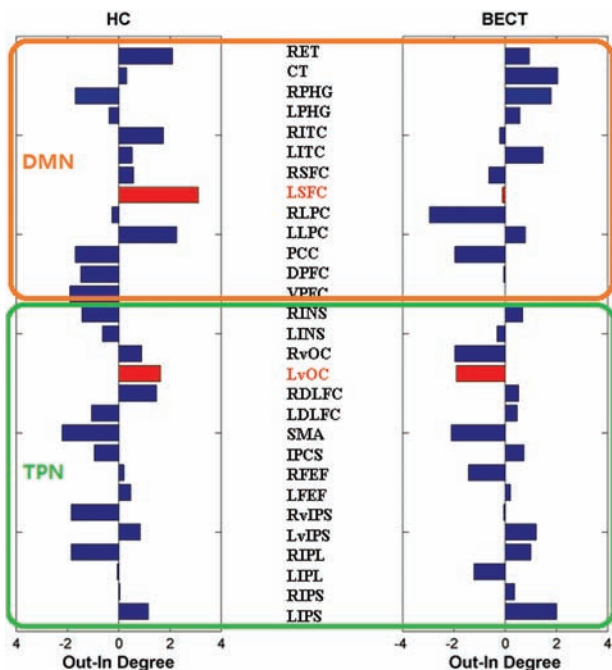 HC
BECT
DMN
TPN
RET
CT
RPHG
LPHG
RITC
LITC
RSFC
LSFC
RLPC
LLPC
PCC
DPFC
VPFC
RINS
LINS
RvOC
LvOC
RDLFC
LDLFC
SMA
IPCS
RFEF
LFEF
RvIPS
LvIPS
RIPL
LIPL
RIPS
LIPS
-4 -2 0 2 4
-4 -2 0 2 4
Out-In Degree
Out-In Degree